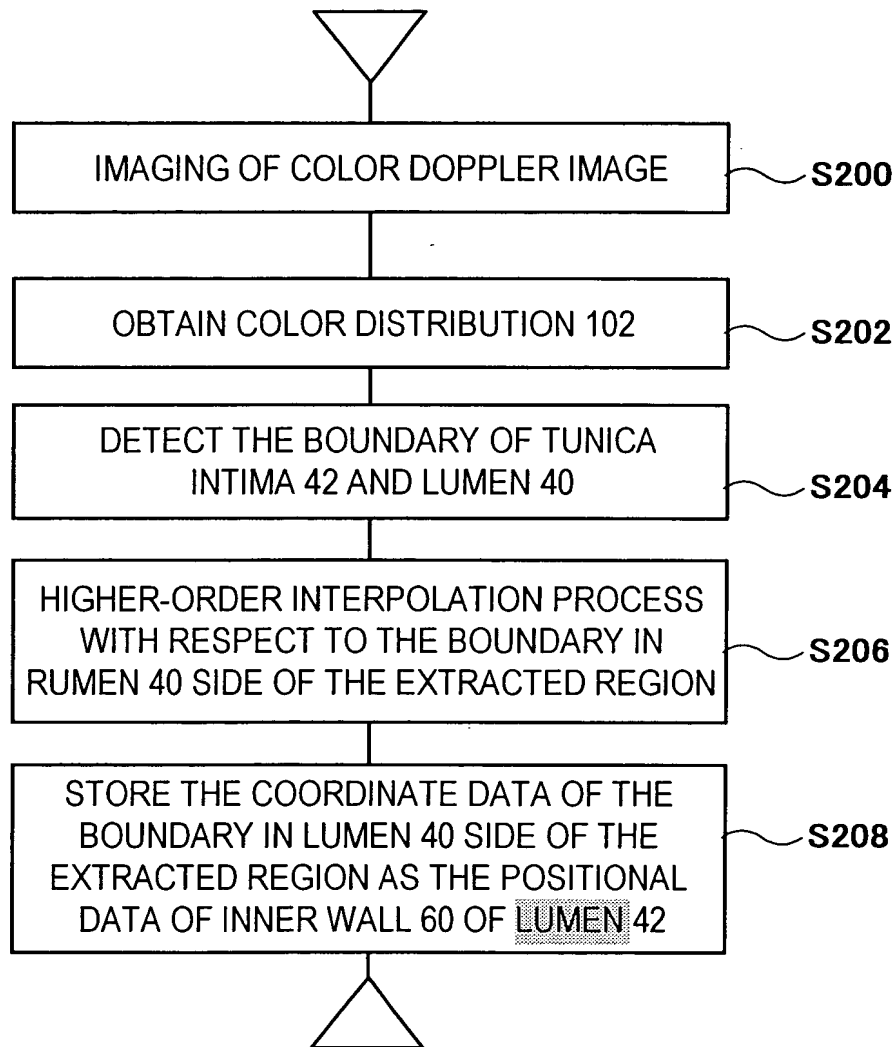 IMAGING OF COLOR DOPPLER IMAGE
S200
OBTAIN COLOR DISTRIBUTION 102
S202
DETECT THE BOUNDARY OF TUNICA
INTIMA 42 AND LUMEN 40
S204
HIGHER-ORDER INTERPOLATION PROCESS
WITH RESPECT TO THE BOUNDARY IN
RUMEN 40 SIDE OF THE EXTRACTED REGION
S206
STORE THE COORDINATE DATA OF THE
BOUNDARY IN LUMEN 40 SIDE OF THE
EXTRACTED REGION AS THE POSITIONAL
DATA OF INNER WALL 60 OF LUMEN 42
S208